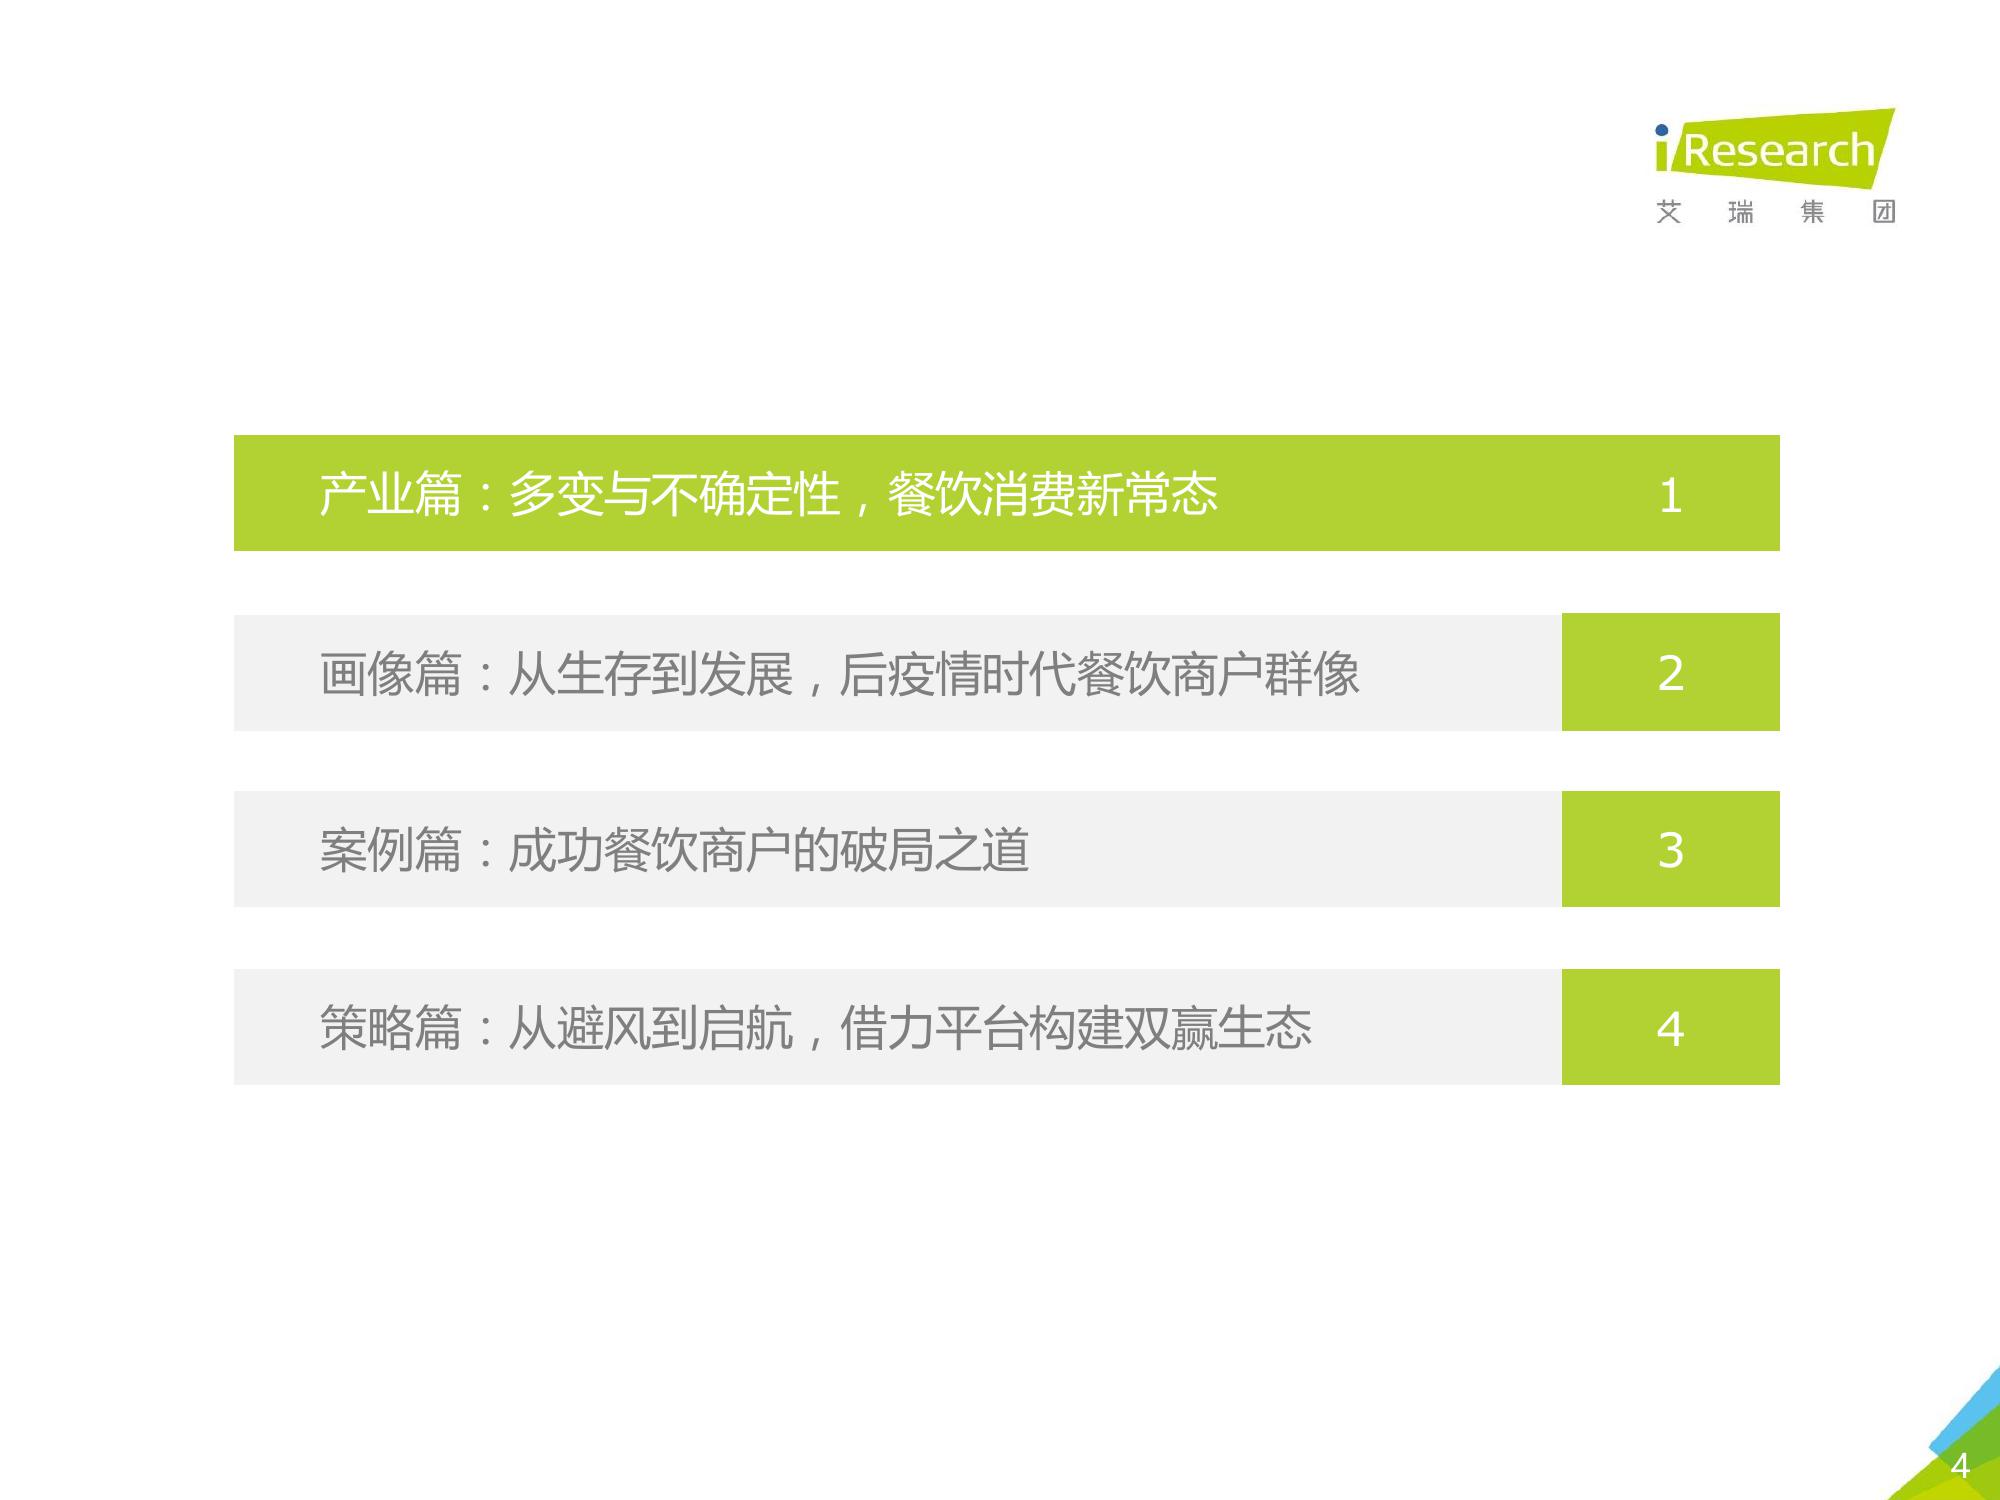 iResearch
艾瑞集团
产业篇：多变与不确定性，餐饮消费新常态 1
画像篇：从生存到发展，后疫情时代餐饮商户群像 2
案例篇：成功餐饮商户的破局之道 3
策略篇：从避风到启航，借力平台构建双赢生态 4
4